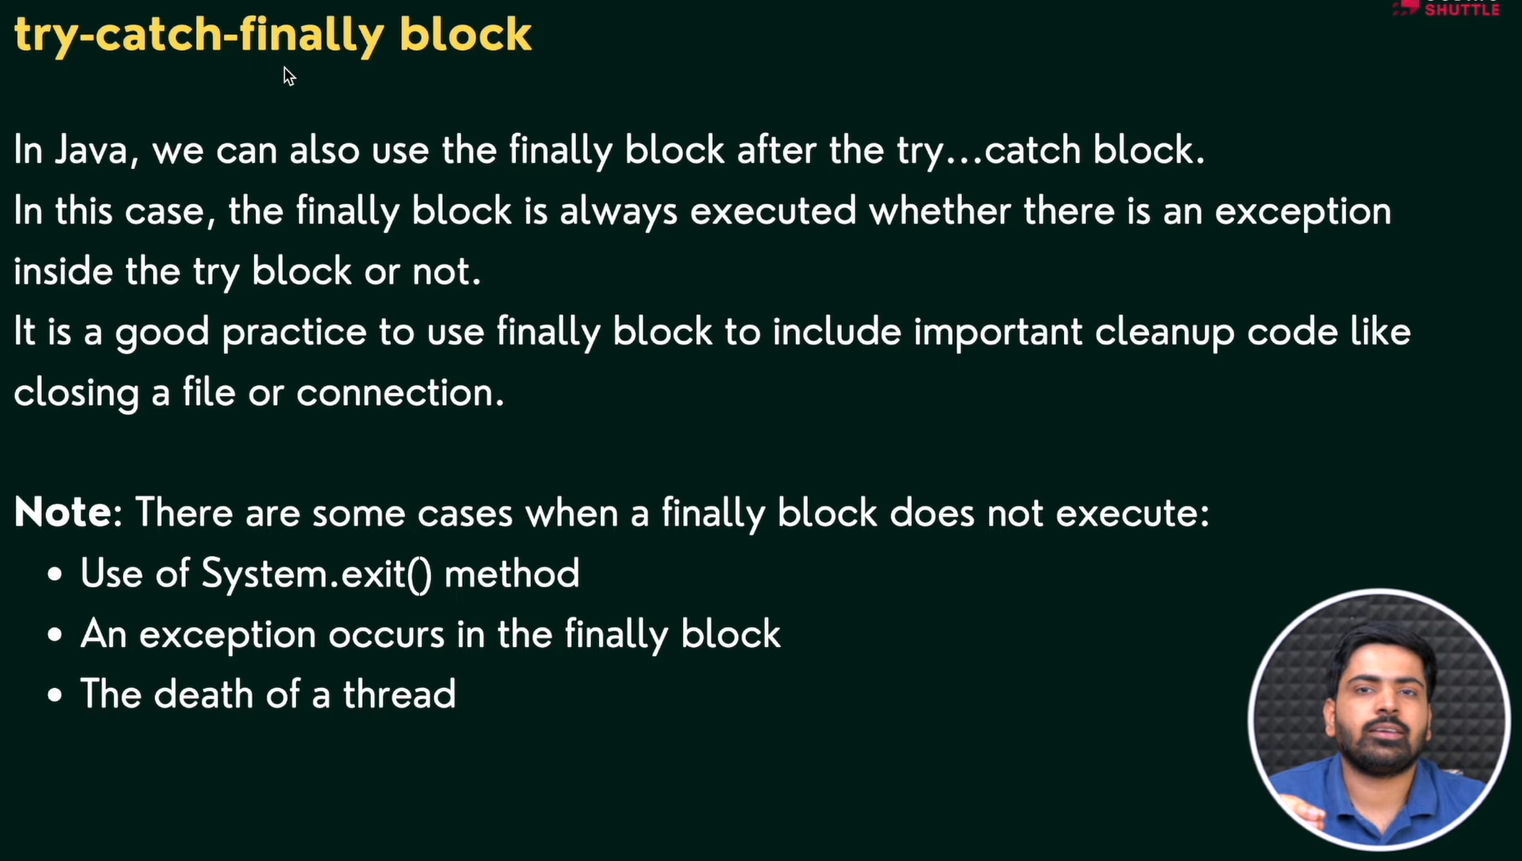 SHUTTLE
try-catch-finally block
In Java, we can also use the finally block after the try...catch block.
In this case, the finally block is always executed whether there is an exception
inside the try block or not.
It is a good practice to use finally block to include important cleanup code like
closing a file or connection.
Note: There are some cases when a finally block does not execute:
• Use of System.exit() method
• An exception occurs in the finally block
• The death of a thread